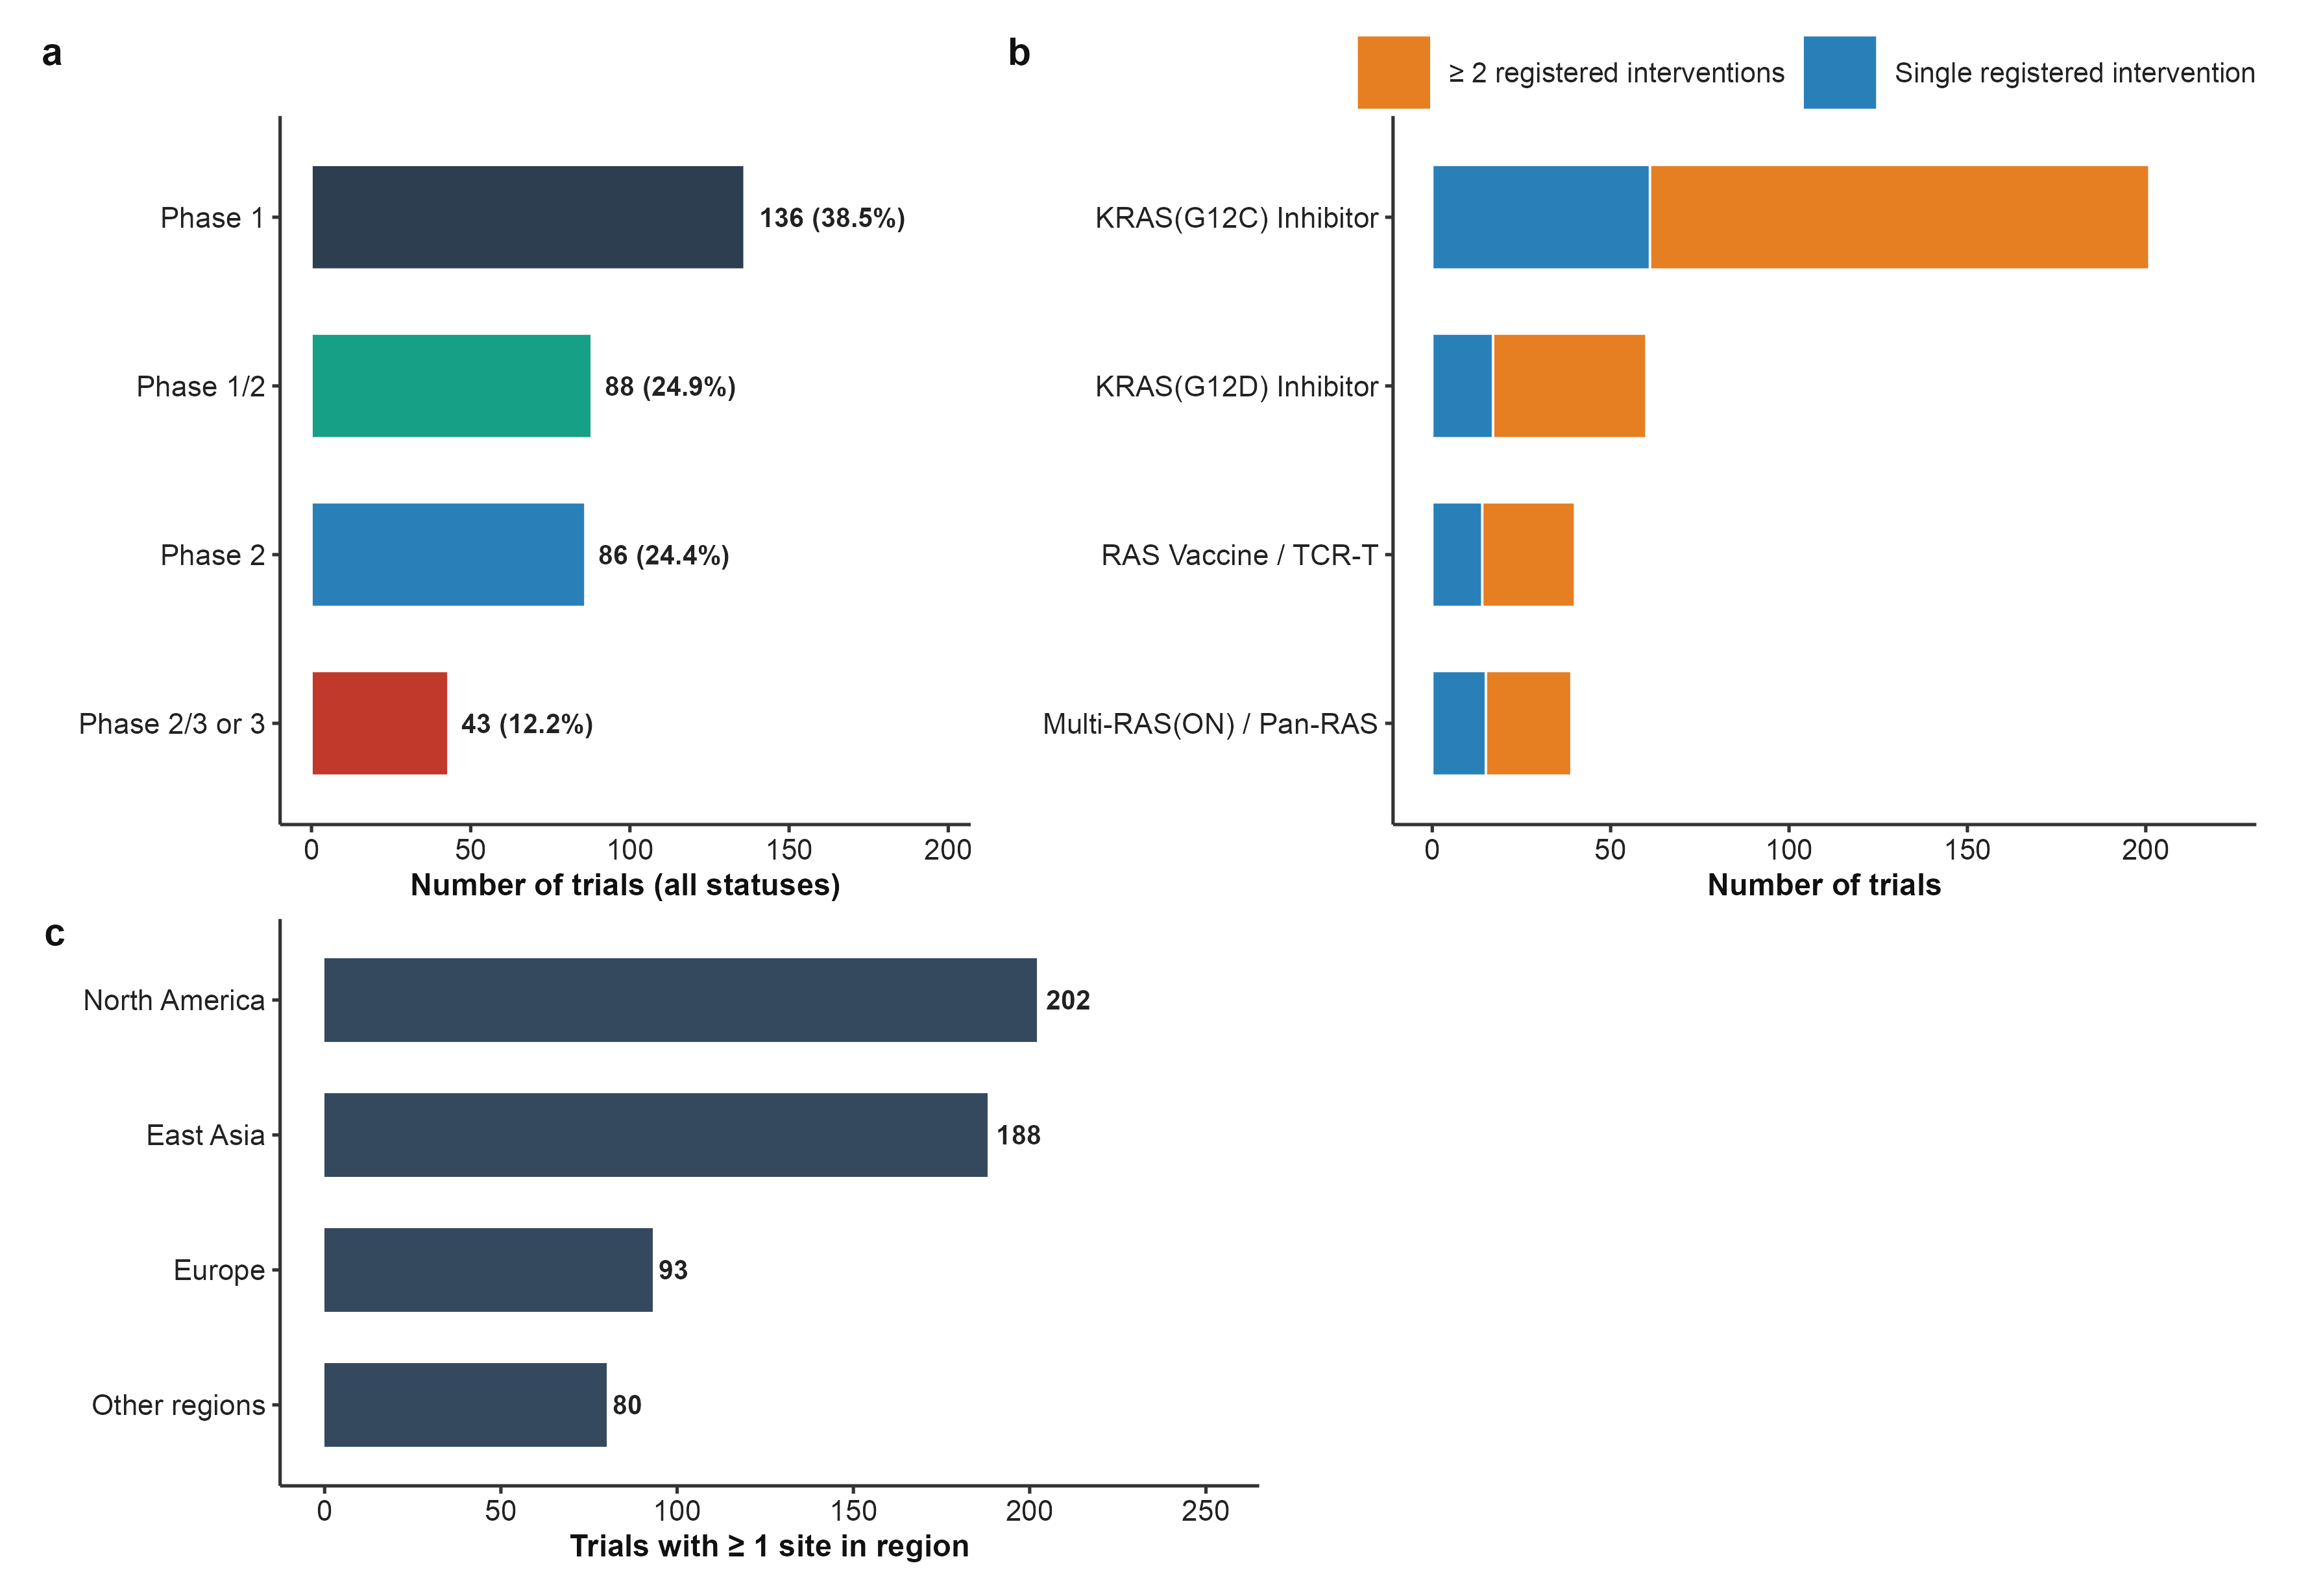 a
Phase 1
136 (38.5%)
Phase 1/2
88 (24.9%)
Phase 2
86 (24.4%)
Phase 2/3 or 3
43 (12.2%)
0 50 100 150 200
Number of trials (all statuses)
b
≥ 2 registered interventions
Single registered intervention
KRAS(G12C) Inhibitor
KRAS(G12D) Inhibitor
RAS Vaccine / TCR-T
Multi-RAS(ON) / Pan-RAS
0 50 100 150 200
Number of trials
c
North America
202
East Asia
188
Europe
93
Other regions
80
0 50 100 150 200 250
Trials with ≥ 1 site in region